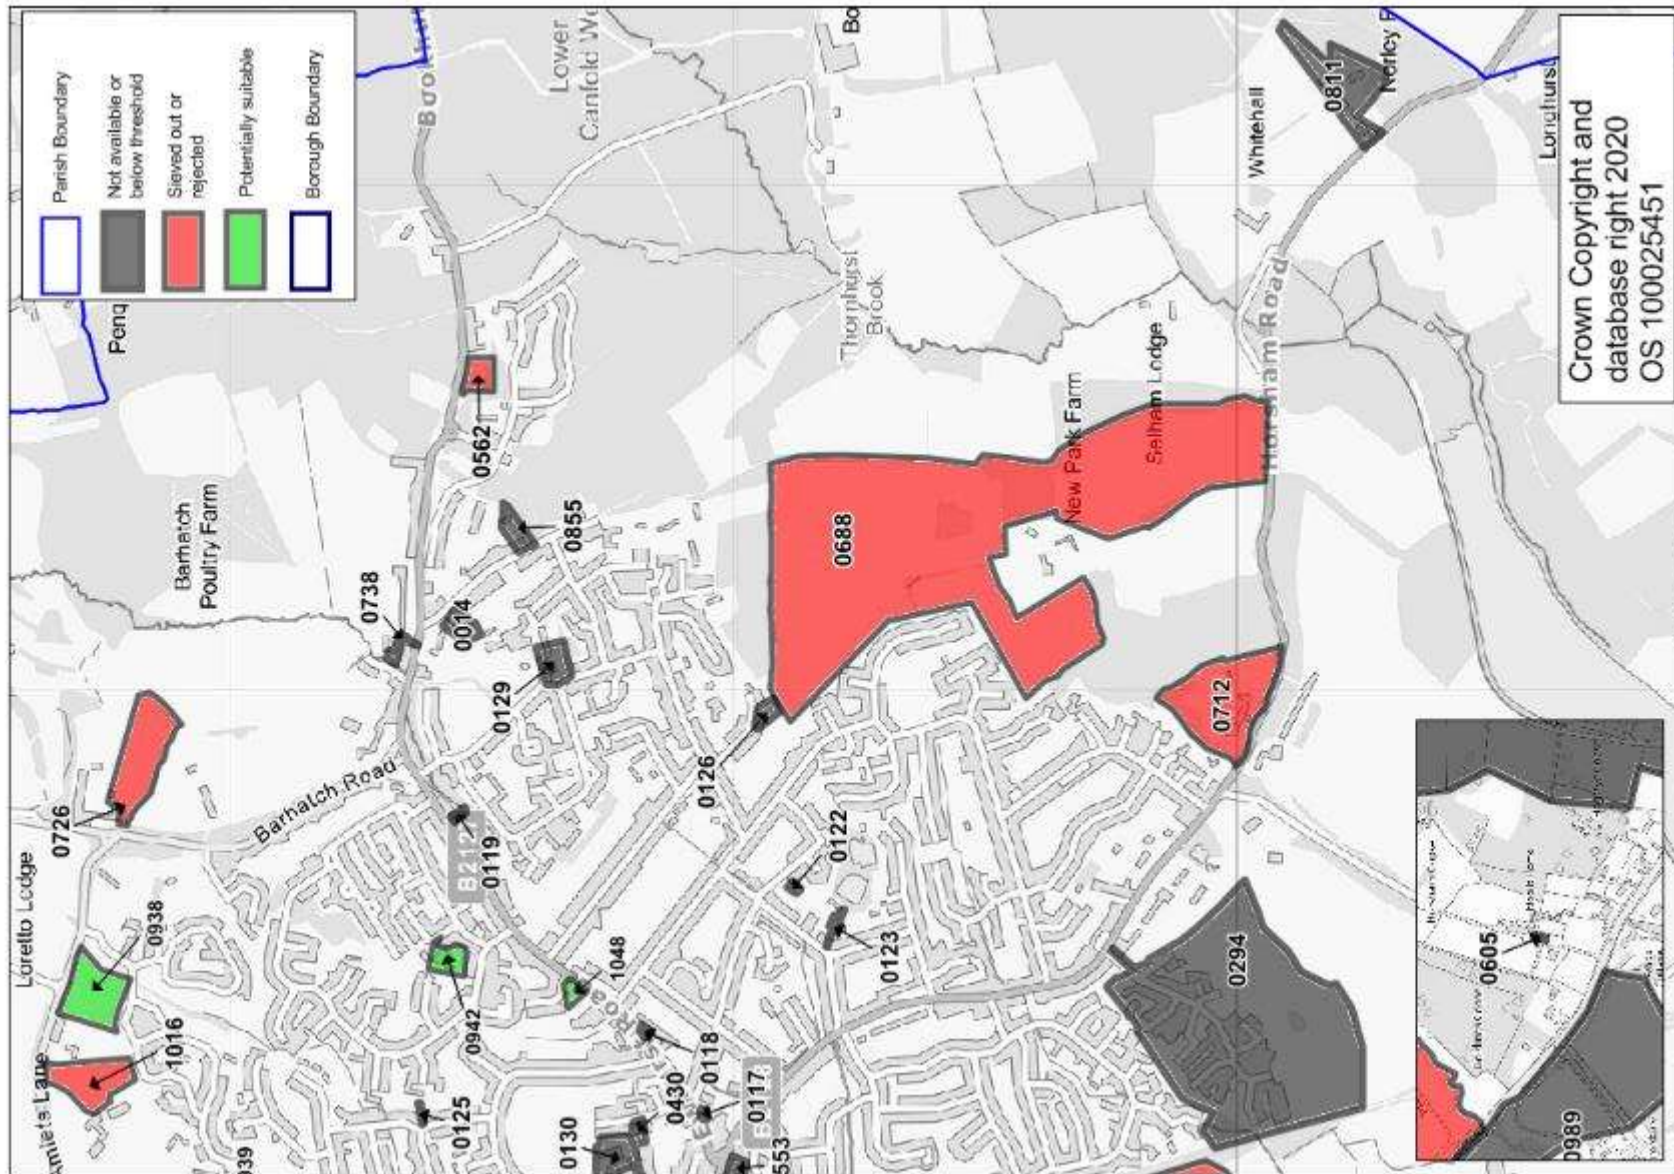 Parish Boundary
Not available or
below threshold
Sieved out or
rejected
Potentially suitable
Borough Boundary
Lower
Canfold
Barhatch
Poultry Farm
Thornhurst
Brook
New Park Farm
Selham Lodge
Whitehall
Horsham Road
Barhatch Road
Loretto Lodge
0811
0562
0855
0738
0014
0129
0688
0126
0712
0726
B212
0119
0122
0123
0938
0942
1048
1016
0125
0118
0430
0117
0130
0294
0605
Crown Copyright and
database right 2020
OS 100025451